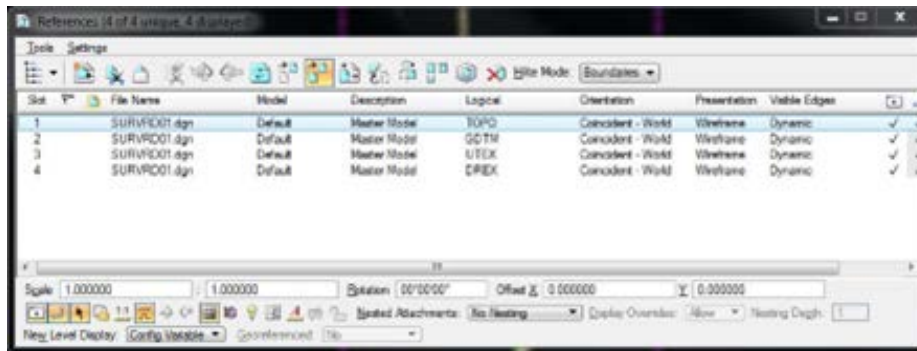 References (4 of 4 unique, 4 displayed)
Tools Settings
Hilite Mode: Boundaries
Slot File Name Model Description Logical Orientation Presentation Visible Edges
1 SURVRD01.dgn Default Master Model TOPO Coincident - World Wireframe Dynamic
2 SURVRD01.dgn Default Master Model GDTM Coincident - World Wireframe Dynamic
3 SURVRD01.dgn Default Master Model UTEX Coincident - World Wireframe Dynamic
4 SURVRD01.dgn Default Master Model DREX Coincident - World Wireframe Dynamic
Scale 1.000000 : 1.000000 Rotation 00°00'00" Offset X 0.000000 Y 0.000000
Nested Attachments: No Nesting Display Overrides: Allow Nesting Depth: 1
New Level Display: Config Variable Georeferenced: No